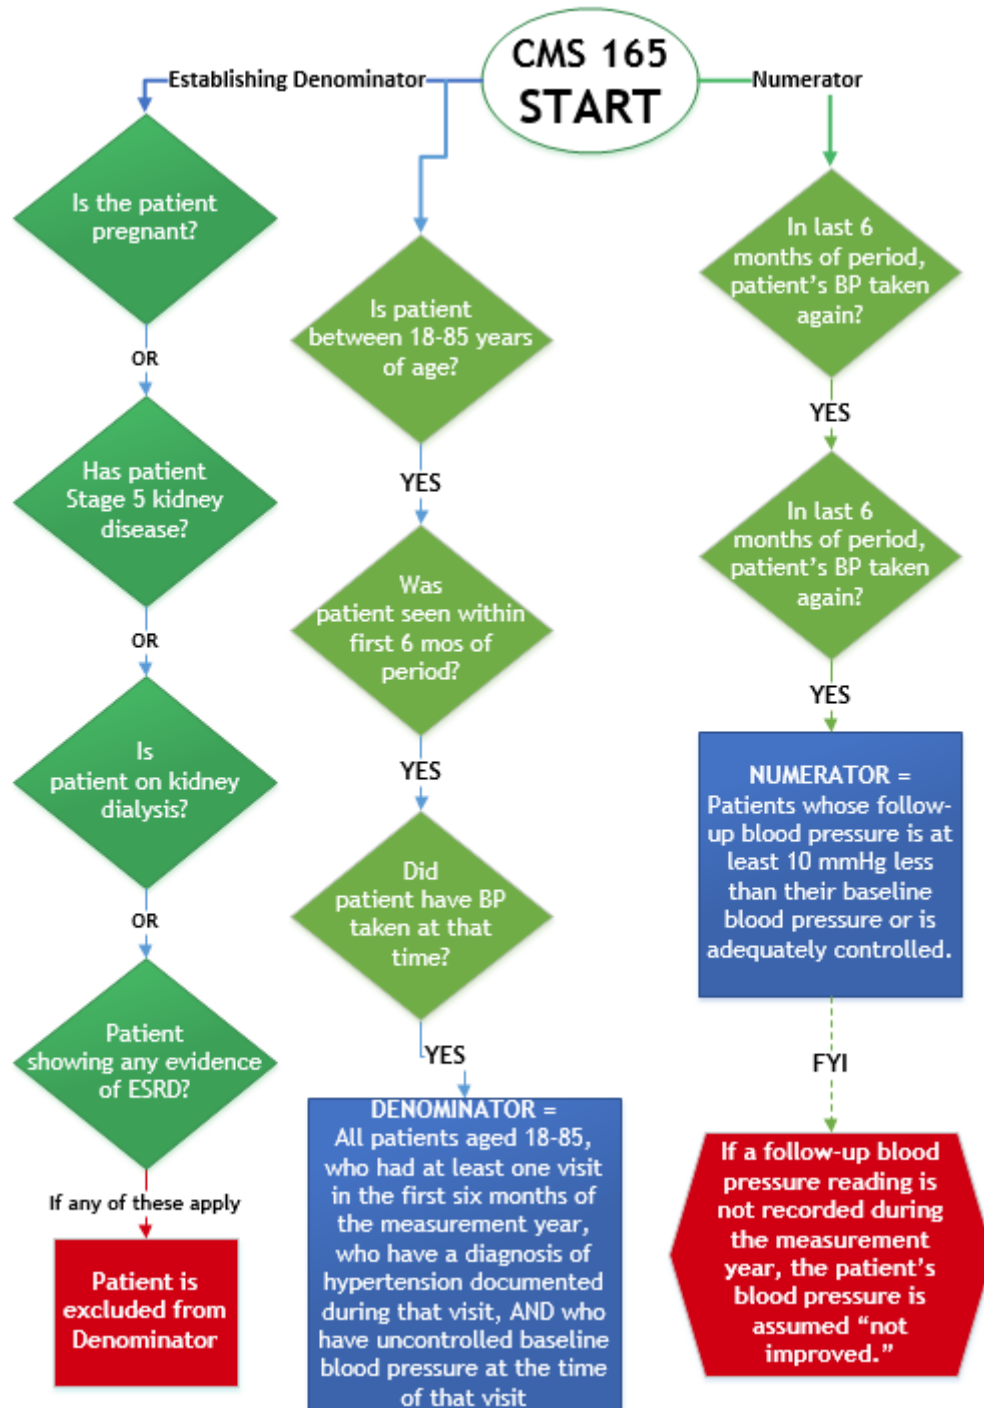 CMS 165
START
Establishing Denominator
Numerator
Is the patient
pregnant?
OR
Has patient
Stage 5 kidney
disease?
OR
Is
patient on kidney
dialysis?
OR
Patient
showing any evidence
of ESRD?
If any of these apply
Patient is
excluded from
Denominator
Is patient
between 18-85 years
of age?
YES
Was
patient seen within
first 6 mos of
period?
YES
Did
patient have BP
taken at that
time?
YES
DENOMINATOR =
All patients aged 18-85,
who had at least one visit
in the first six months of
the measurement year,
who have a diagnosis of
hypertension documented
during that visit, AND who
have uncontrolled baseline
blood pressure at the time
of that visit
In last 6
months of period,
patient's BP taken
again?
YES
In last 6
months of period,
patient's BP taken
again?
YES
NUMERATOR =
Patients whose follow-
up blood pressure is at
least 10 mmHg less
than their baseline
blood pressure or is
adequately controlled.
FYI
If a follow-up blood
pressure reading is
not recorded during
the measurement
year, the patient's
blood pressure is
assumed “not
improved.”